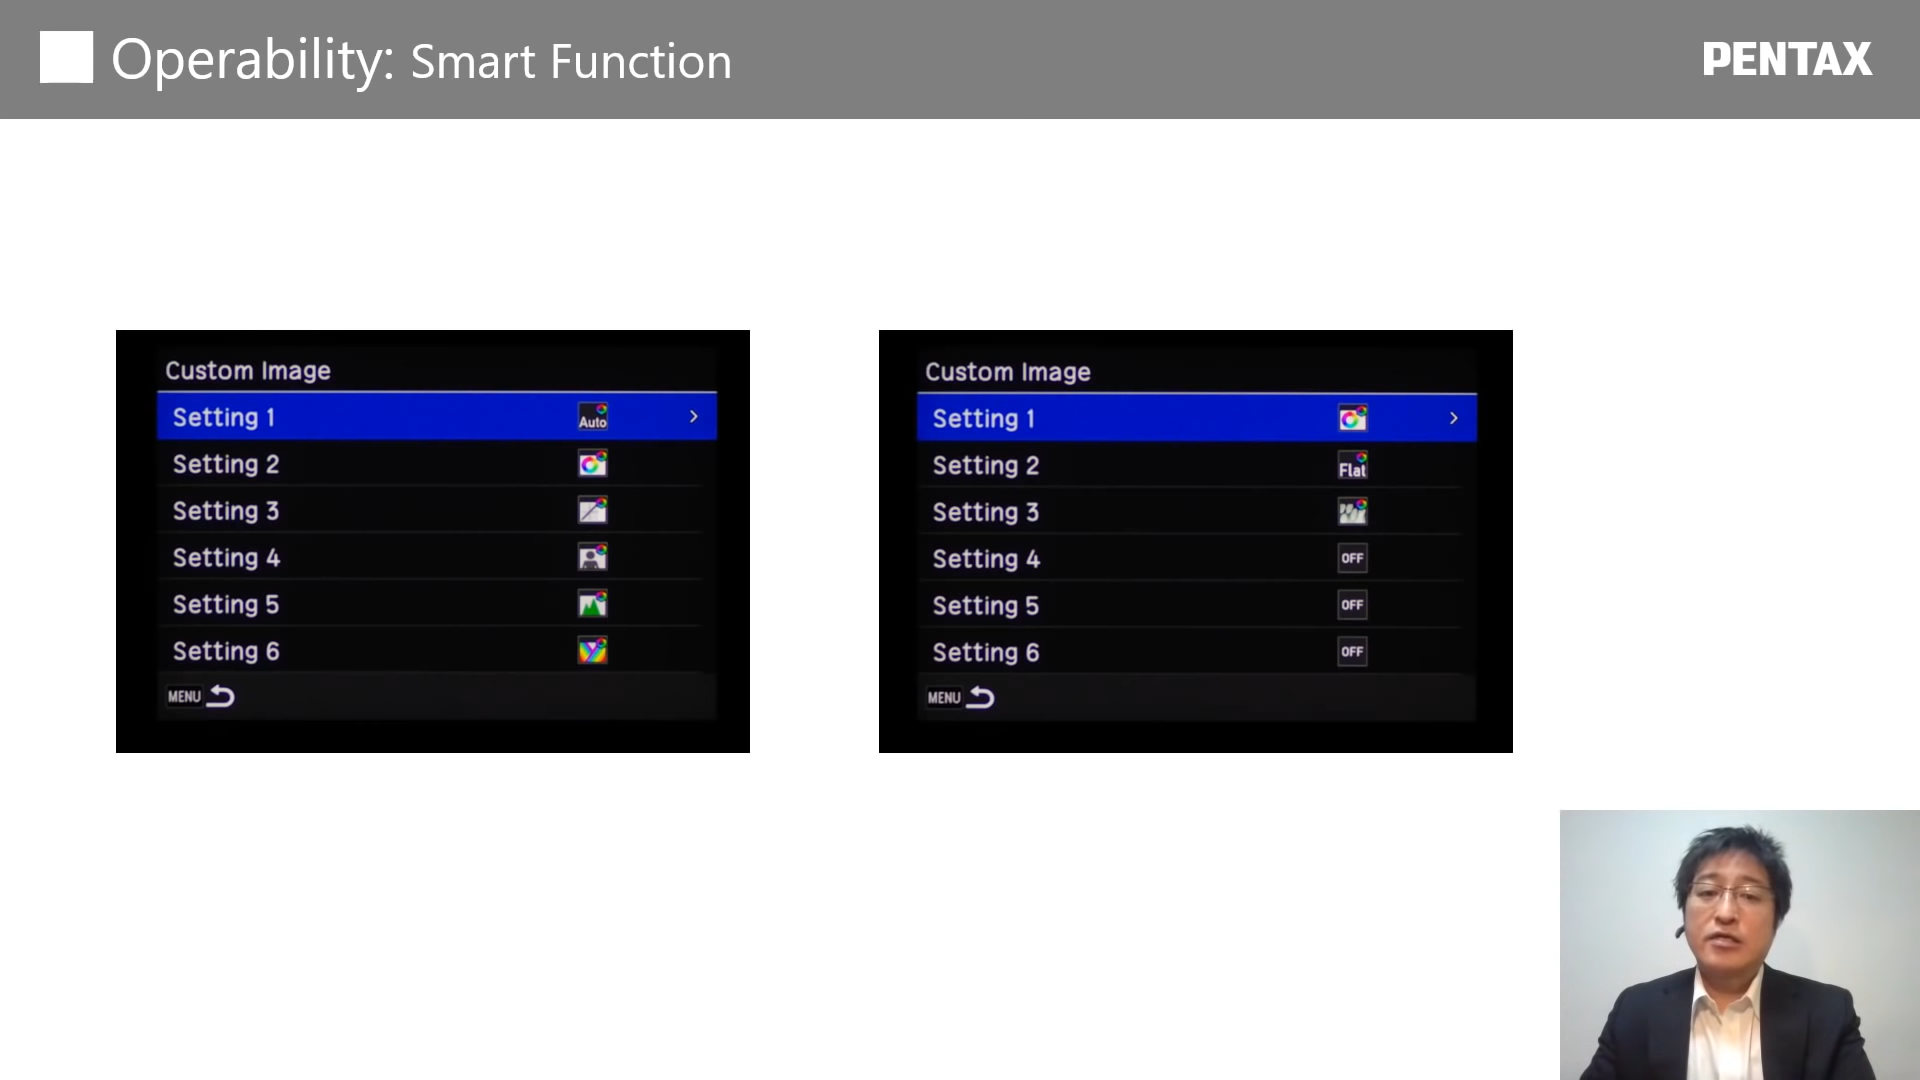 Operability: Smart Function
PENTAX
Custom Image
Setting 1 Auto
Setting 2
Setting 3
Setting 4
Setting 5
Setting 6
MENU
Custom Image
Setting 1
Setting 2 Flat
Setting 3
Setting 4 OFF
Setting 5 OFF
Setting 6 OFF
MENU